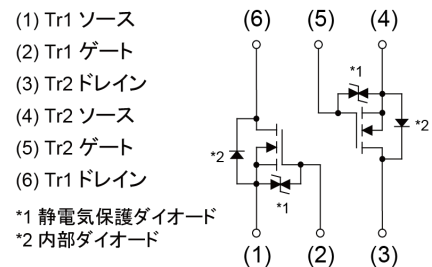 (1) Tr1 ソース
(2) Tr1 ゲート
(3) Tr2 ドレイン
(4) Tr2 ソース
(5) Tr2 ゲート
(6) Tr1 ドレイン
*1 静電気保護ダイオード
*2 内部ダイオード
(6) (5) (4)
*1
*2
*2
*1
(1) (2) (3)